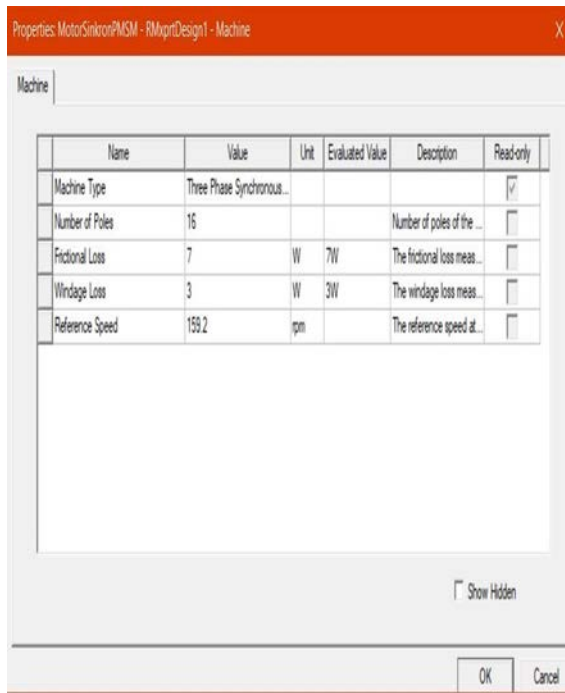 Properties: MotorSinkronPMSM - RMxprtDesign1 - Machine X
Machine
Name Value Unit Evaluated Value Description Read-only
Machine Type Three Phase Synchronous...
Number of Poles 16 Number of poles of the ...
Frictional Loss 7 W 7W The frictional loss meas...
Windage Loss 3 W 3W The windage loss meas...
Reference Speed 159.2 rpm The reference speed at...
Show Hidden
OK Cancel